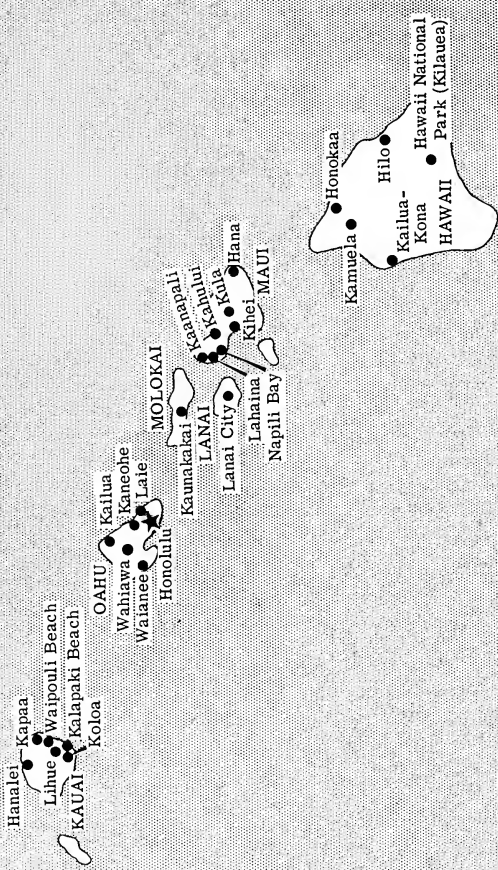 Hanalei
Kapaa
Waipouli Beach
Lihue
Kalapaki Beach
KAUAI
Koloa
OAHU
Kailua
Wahiawa
Kaneohe
Waianee
Laie
Honolulu
MOLOKAI
Kaunakakai
LANAI
Lanai City
Kaanapali
Kahului
Kula
Hana
Kihei
MAUI
Lahaina
Napili Bay
Honokaa
Kamuela
Hilo
Kailua-
Kona
Hawaii National
Park (Kilauea)
HAWAII